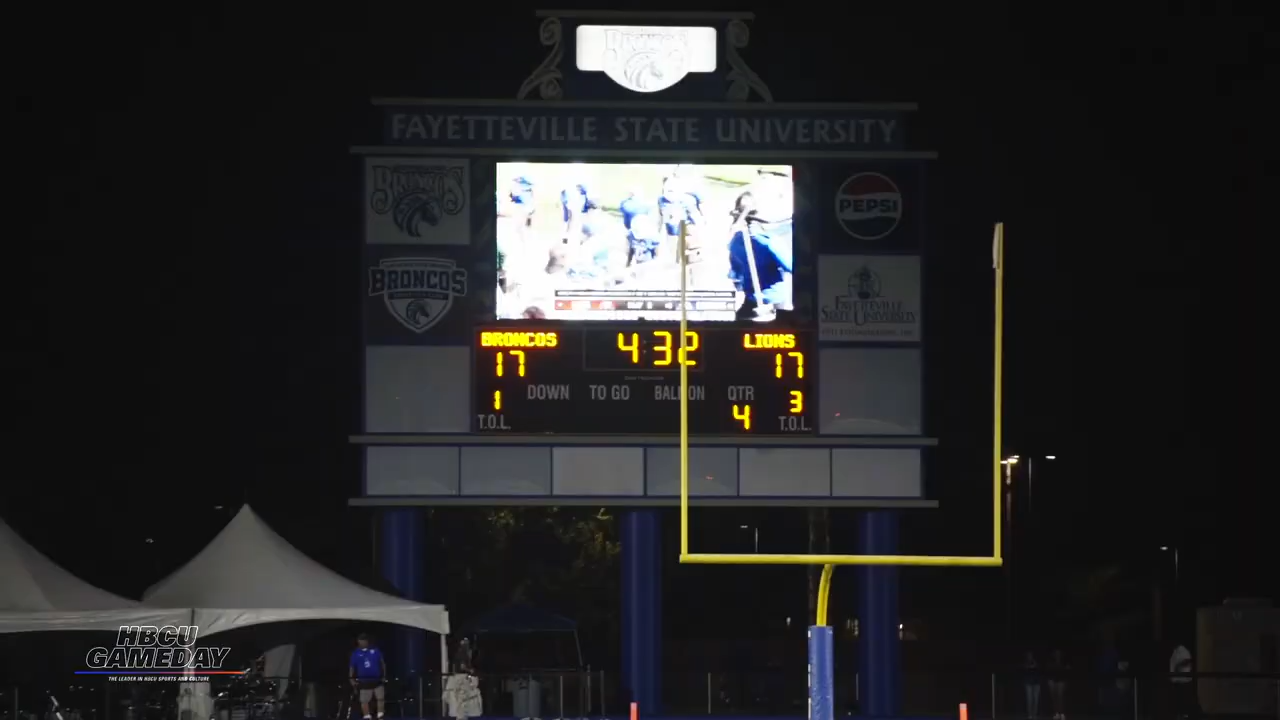 BRONCOS
FAYETTEVILLE STATE UNIVERSITY
BRONCOS
PEPSI
BRONCOS
FAYETTEVILLE
STATE UNIVERSITY
BRONCOS 4:32 LIONS
17 17
DOWN TO GO BALL ON QTR
1 4 3
T.O.L. T.O.L.
HBCU
GAMEDAY
THE LEADER IN HBCU SPORTS AND CULTURE